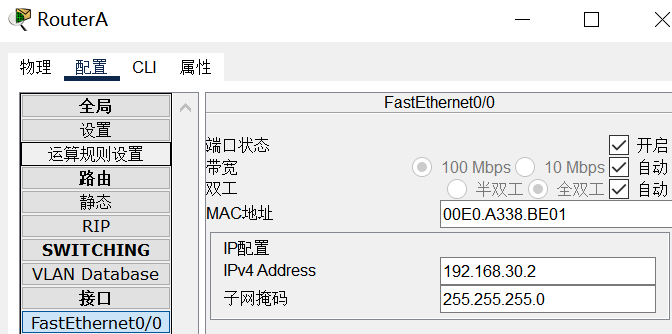 RouterA
物理 配置 CLI 属性
全局
设置
运算规则设置
路由
静态
RIP
SWITCHING
VLAN Database
接口
FastEthernet0/0
FastEthernet0/0
端口状态 开启
带宽 100 Mbps 10 Mbps 自动
双工 半双工 全双工 自动
MAC地址 00E0.A338.BE01
IP配置
IPv4 Address 192.168.30.2
子网掩码 255.255.255.0